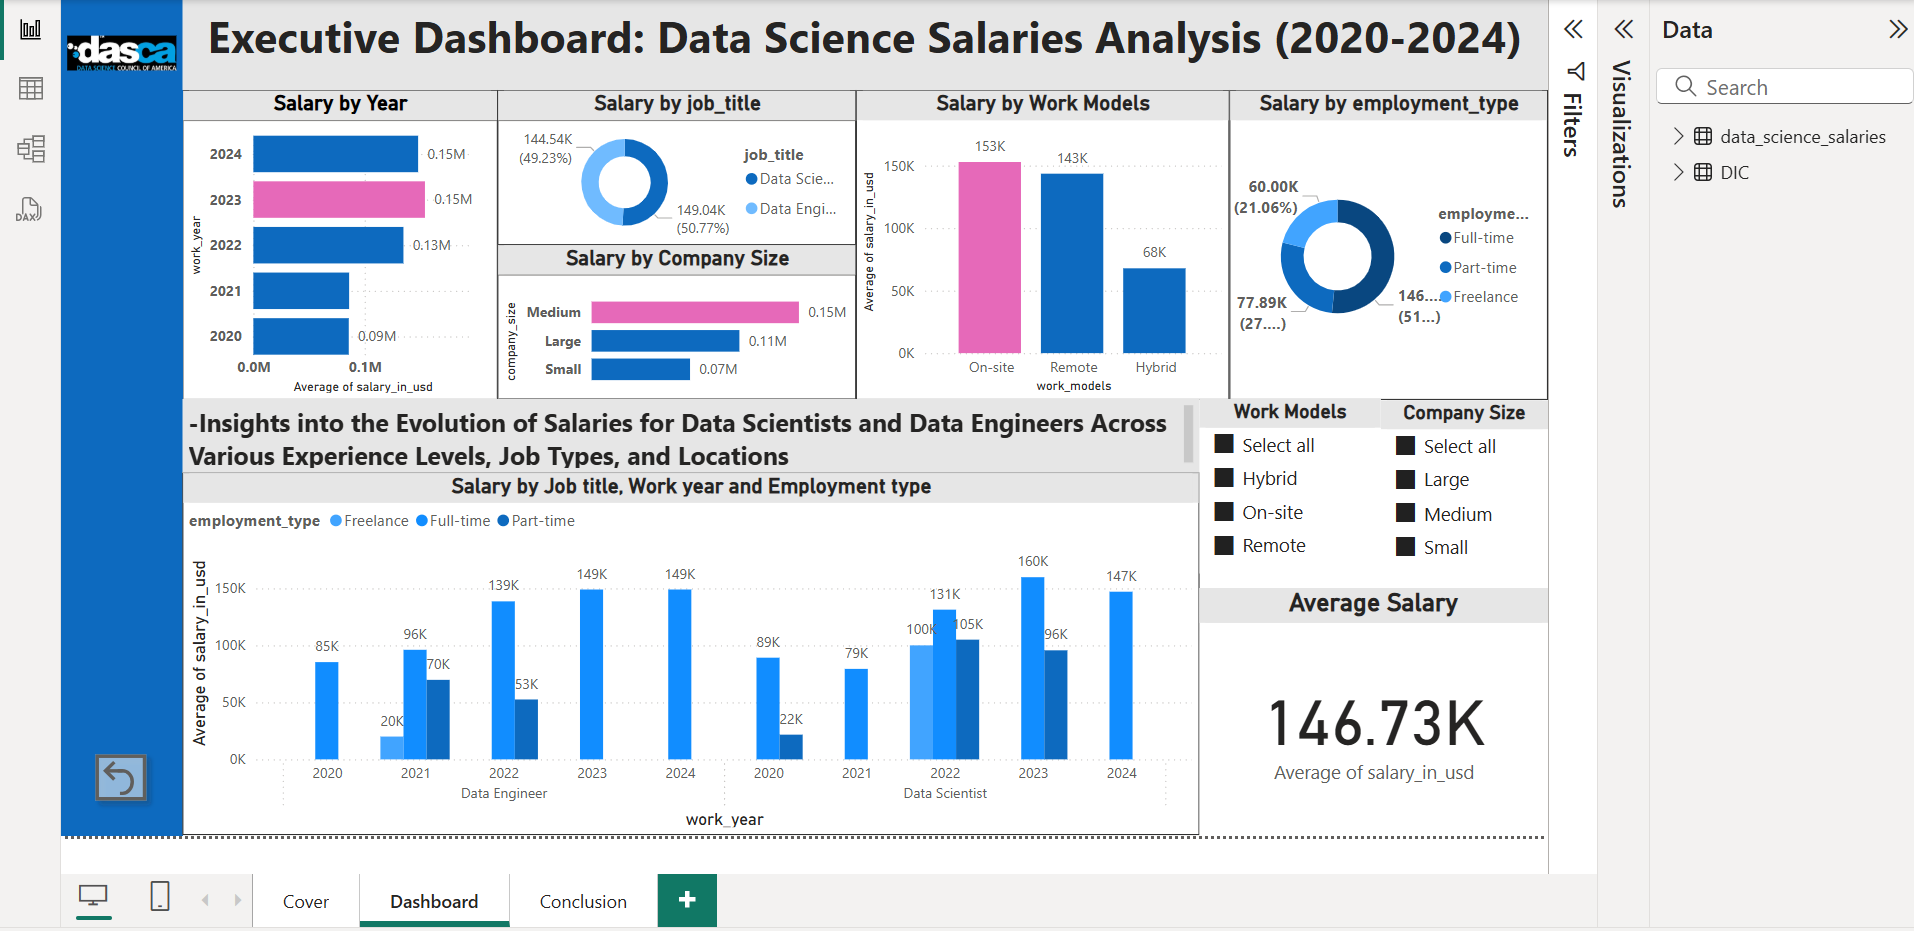 dasca
DATA SCIENCE COUNCIL OF AMERICA
Executive Dashboard: Data Science Salaries Analysis (2020-2024)
Salary by Year
work_year
2024
0.15M
2023
0.15M
2022
0.13M
2021
2020
0.09M
0.0M
0.1M
Average of salary_in_usd
Salary by job_title
144.54K
(49.23%)
149.04K
(50.77%)
job_title
Data Scie...
Data Engi...
Salary by Company Size
company_size
Medium
0.15M
Large
0.11M
Small
0.07M
Salary by Work Models
Average of salary_in_usd
150K
100K
50K
0K
153K
143K
68K
On-site
Remote
Hybrid
work_models
Salary by employment_type
60.00K
(21.06%)
77.89K
(27....)
146....
(51...)
employme...
Full-time
Part-time
Freelance
-Insights into the Evolution of Salaries for Data Scientists and Data Engineers Across
Various Experience Levels, Job Types, and Locations
Salary by Job title, Work year and Employment type
employment_type Freelance Full-time Part-time
Average of salary_in_usd
150K
100K
50K
0K
85K
20K
96K
70K
139K
53K
149K
149K
89K
22K
79K
100K
131K
105K
160K
96K
147K
2020 2021 2022 2023 2024 2020 2021 2022 2023 2024
Data Engineer Data Scientist
work_year
Work Models
Select all
Hybrid
On-site
Remote
Company Size
Select all
Large
Medium
Small
Average Salary
146.73K
Average of salary_in_usd
Filters
Visualizations
Data
Search
data_science_salaries
DIC
DAX
Cover
Dashboard
Conclusion
+